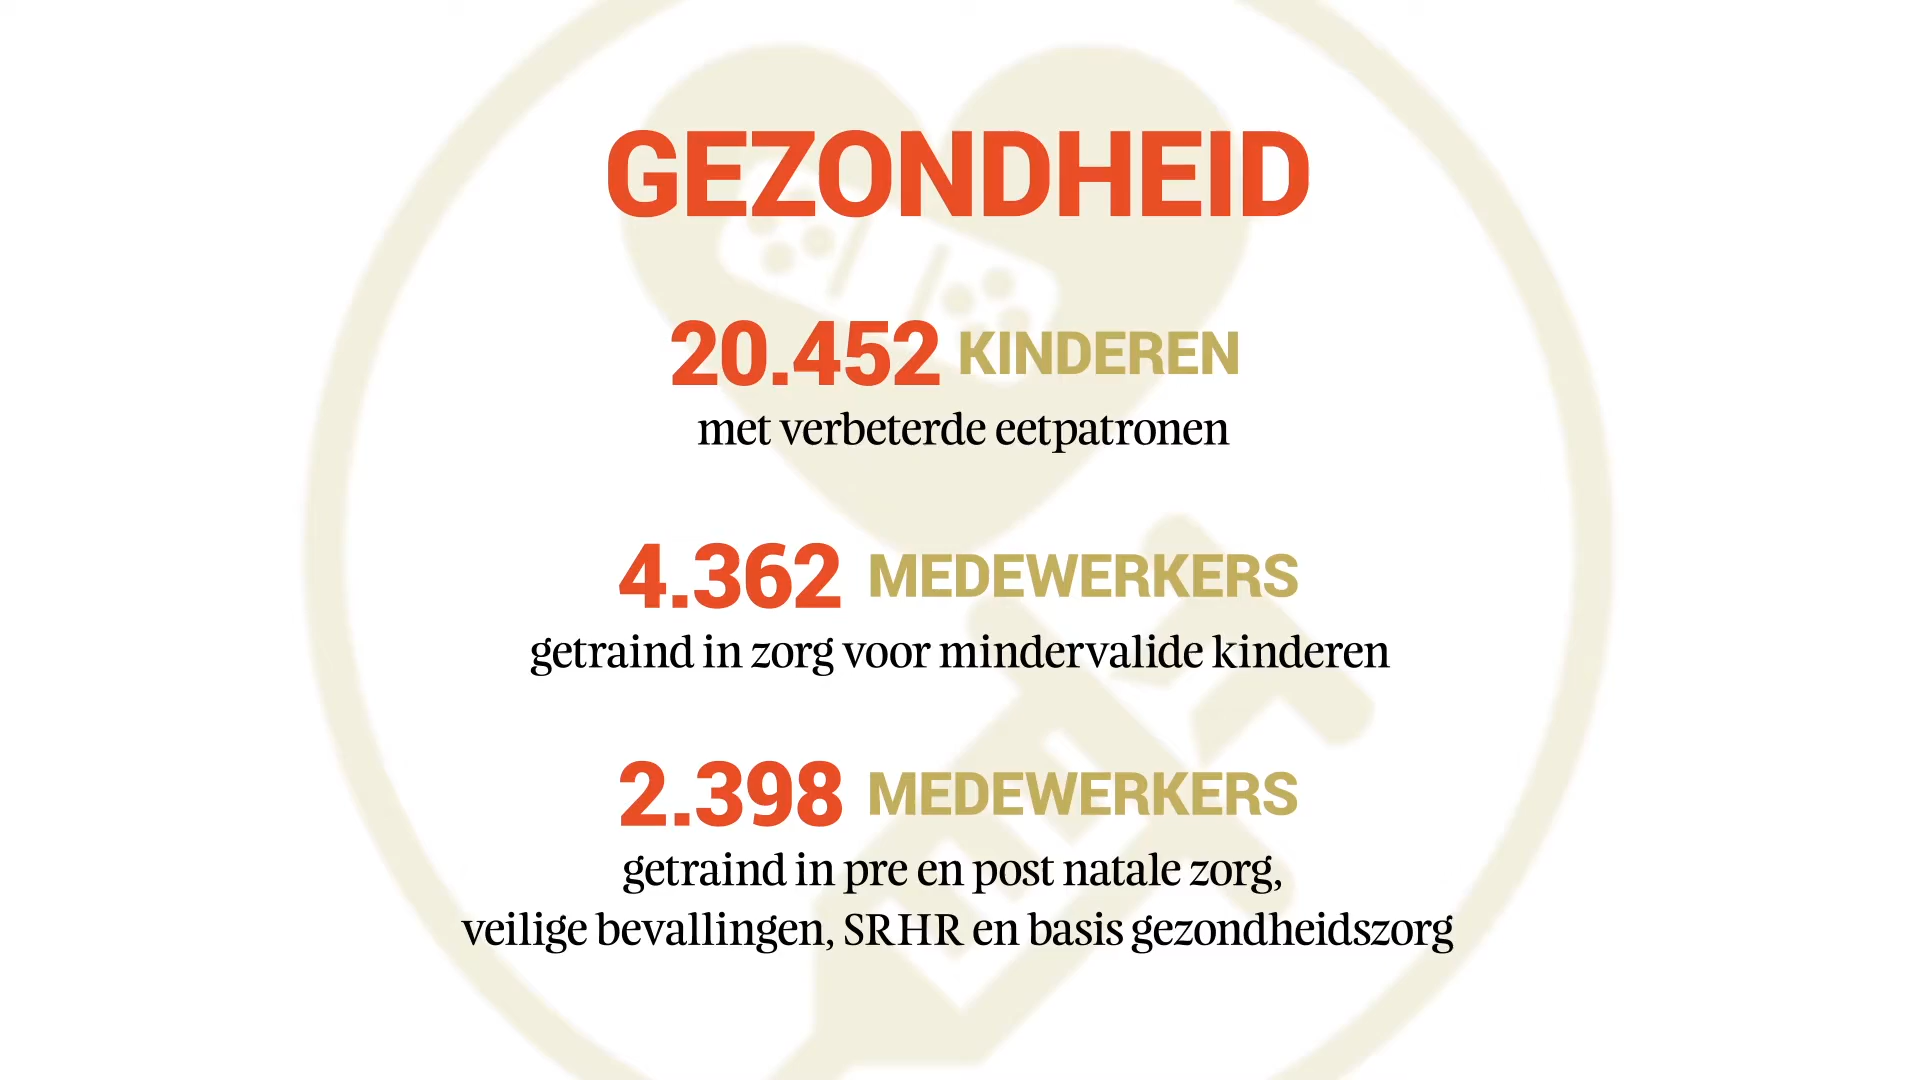 GEZONDHEID
20.452 KINDEREN
met verbeterde eetpatronen
4.362 MEDEWERKERS
getraind in zorg voor mindervalide kinderen
2.398 MEDEWERKERS
getraind in pre en post natale zorg,
veilige bevallingen, SRHR en basis gezondheidszorg